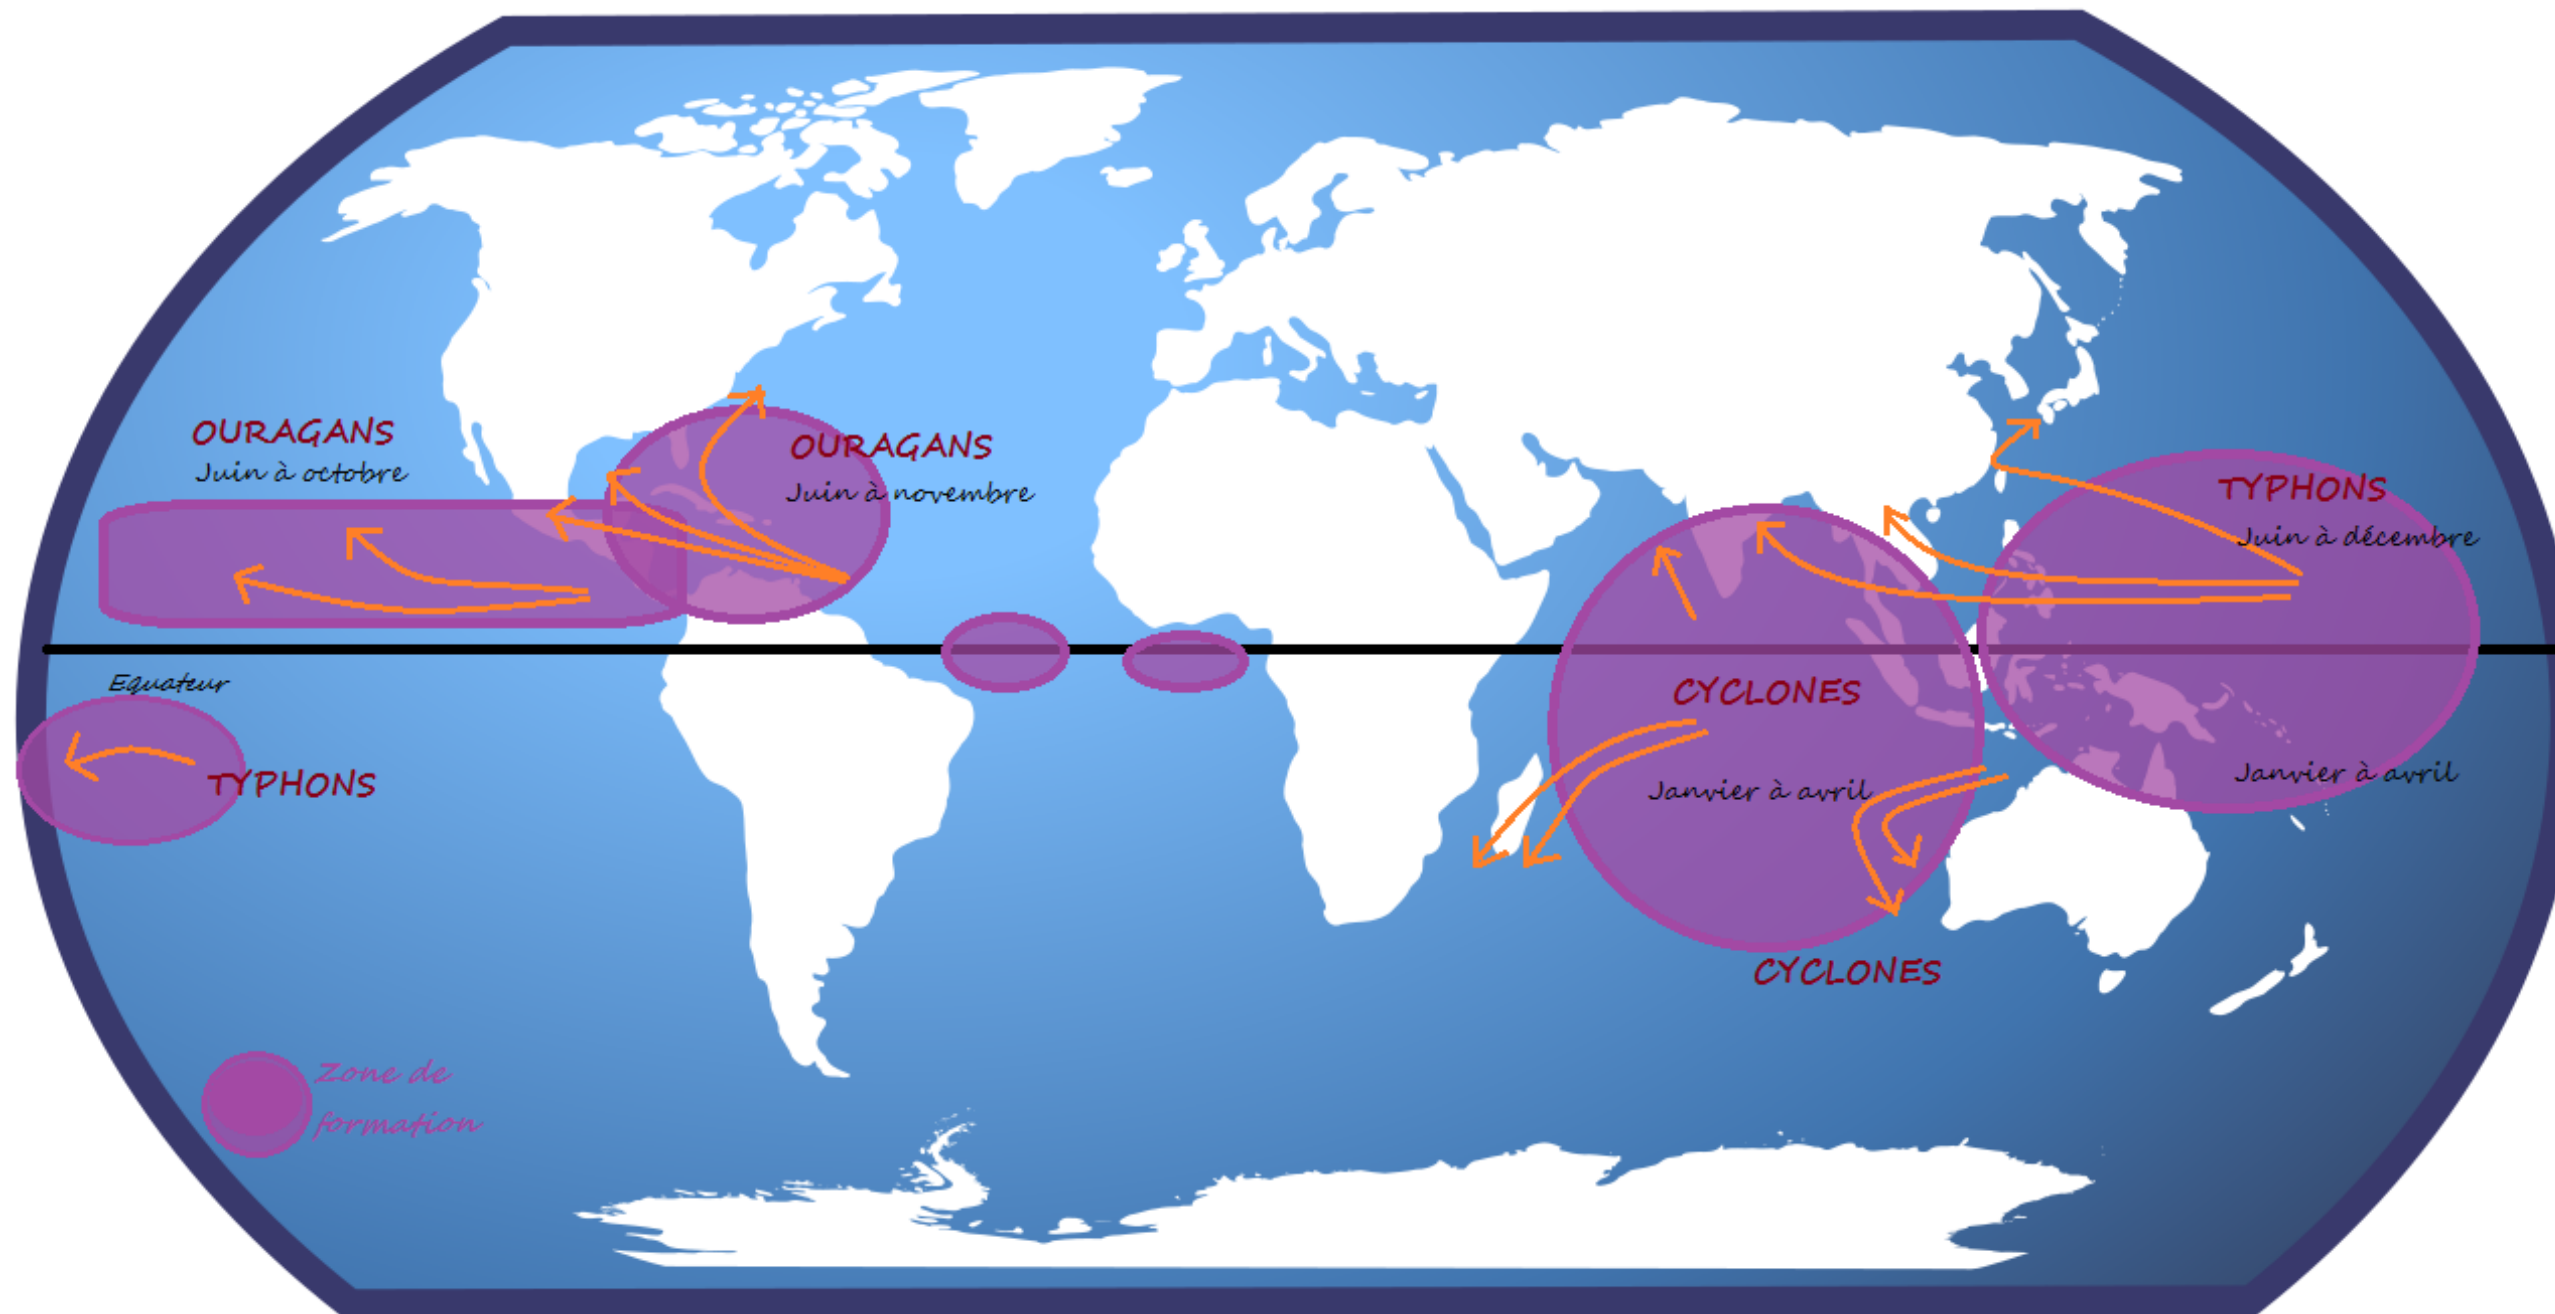 OURAGANS
Juin à octobre
OURAGANS
Juin à novembre
TYPHONS
Juin à décembre
Equateur
TYPHONS
CYCLONES
Janvier à avril
Janvier à avril
CYCLONES
Zone de
formation